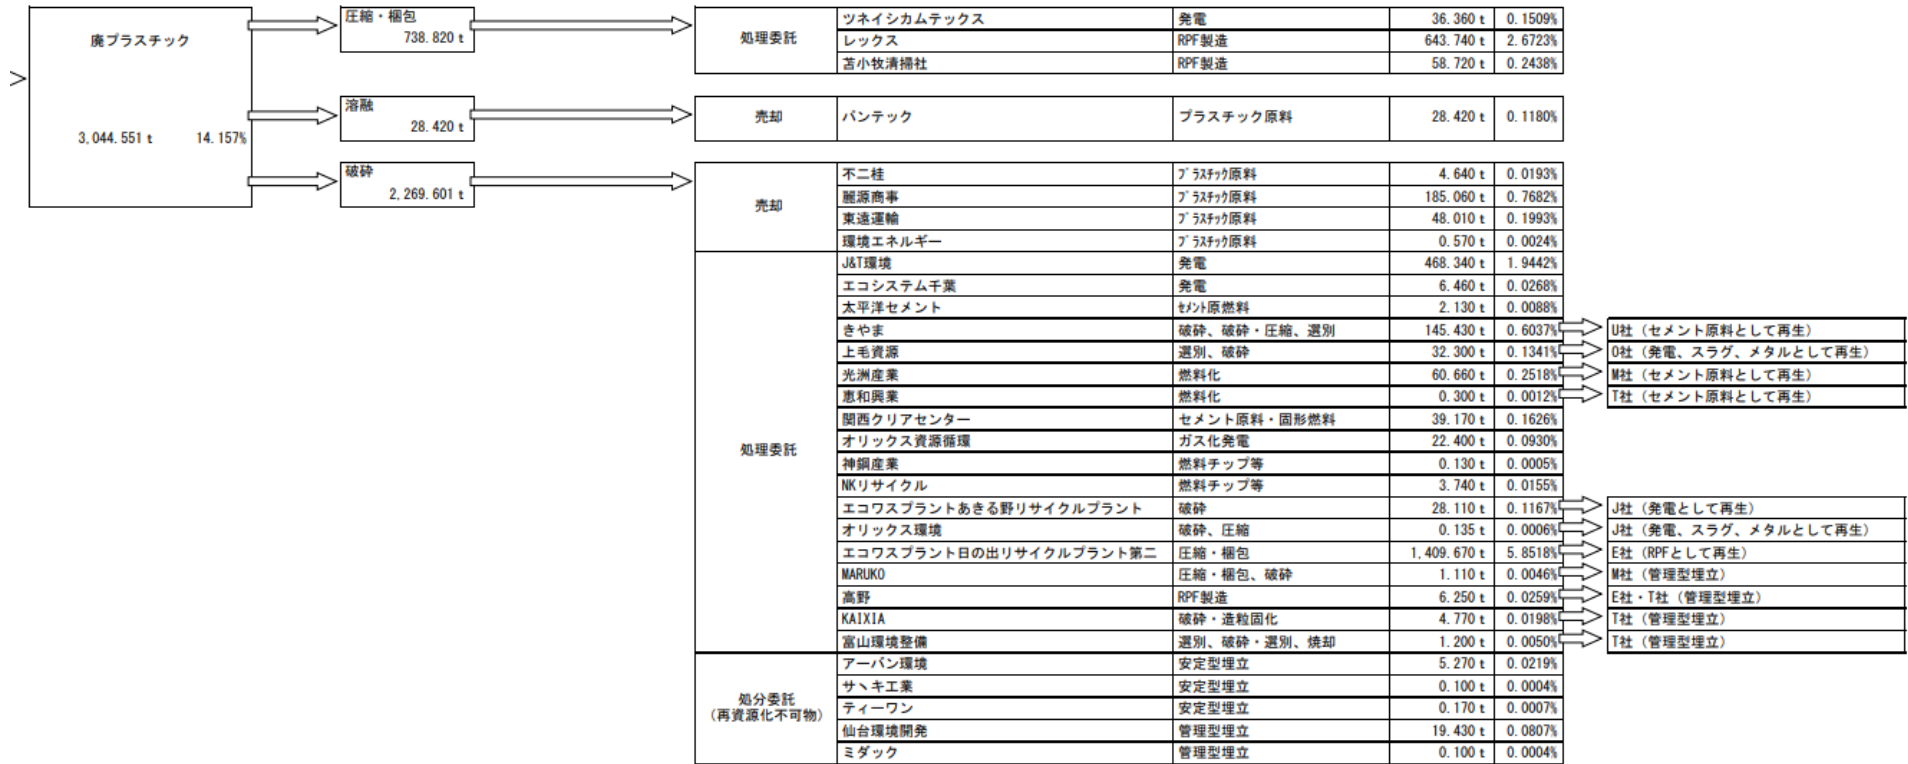 廃プラスチック
3,044.551 t 14.157%
圧縮・梱包
738.820 t
処理委託
ツネイシカムテックス 発電 36.360 t 0.1509%
レックス RPF製造 643.740 t 2.6723%
苫小牧清掃社 RPF製造 58.720 t 0.2438%
溶融
28.420 t
売却 パンテック プラスチック原料 28.420 t 0.1180%
破砕
2,269.601 t
売却
不二桂 プラスチック原料 4.640 t 0.0193%
麗源商事 プラスチック原料 185.060 t 0.7682%
東遠運輸 プラスチック原料 48.010 t 0.1993%
環境エネルギー プラスチック原料 0.570 t 0.0024%
処理委託
J&T環境 発電 468.340 t 1.9442%
エコシステム千葉 発電 6.460 t 0.0268%
太平洋セメント セメント原燃料 2.130 t 0.0088%
きやま 破砕、破砕・圧縮、選別 145.430 t 0.6037% U社（セメント原料として再生）
上毛資源 選別、破砕 32.300 t 0.1341% O社（発電、スラグ、メタルとして再生）
光洲産業 燃料化 60.660 t 0.2518% M社（セメント原料として再生）
恵和興業 燃料化 0.300 t 0.0012% T社（セメント原料として再生）
関西クリアセンター セメント原料・固形燃料 39.170 t 0.1626%
オリックス資源循環 ガス化発電 22.400 t 0.0930%
神鋼産業 燃料チップ等 0.130 t 0.0005%
NKリサイクル 燃料チップ等 3.740 t 0.0155%
エコワスプラントあきる野リサイクルプラント 破砕 28.110 t 0.1167% J社（発電として再生）
オリックス環境 破砕、圧縮 0.135 t 0.0006% J社（発電、スラグ、メタルとして再生）
エコワスプラント日の出リサイクルプラント第二 圧縮・梱包 1,409.670 t 5.8518% E社（RPFとして再生）
MARUKO 圧縮・梱包、破砕 1.110 t 0.0046% M社（管理型埋立）
高野 RPF製造 6.250 t 0.0259% E社・T社（管理型埋立）
KAIXIA 破砕・造粒固化 4.770 t 0.0198% T社（管理型埋立）
富山環境整備 選別、破砕・選別、焼却 1.200 t 0.0050% T社（管理型埋立）
処分委託
（再資源化不可物）
アーバン環境 安定型埋立 5.270 t 0.0219%
サヽキ工業 安定型埋立 0.100 t 0.0004%
ティーワン 安定型埋立 0.170 t 0.0007%
仙台環境開発 管理型埋立 19.430 t 0.0807%
ミダック 管理型埋立 0.100 t 0.0004%